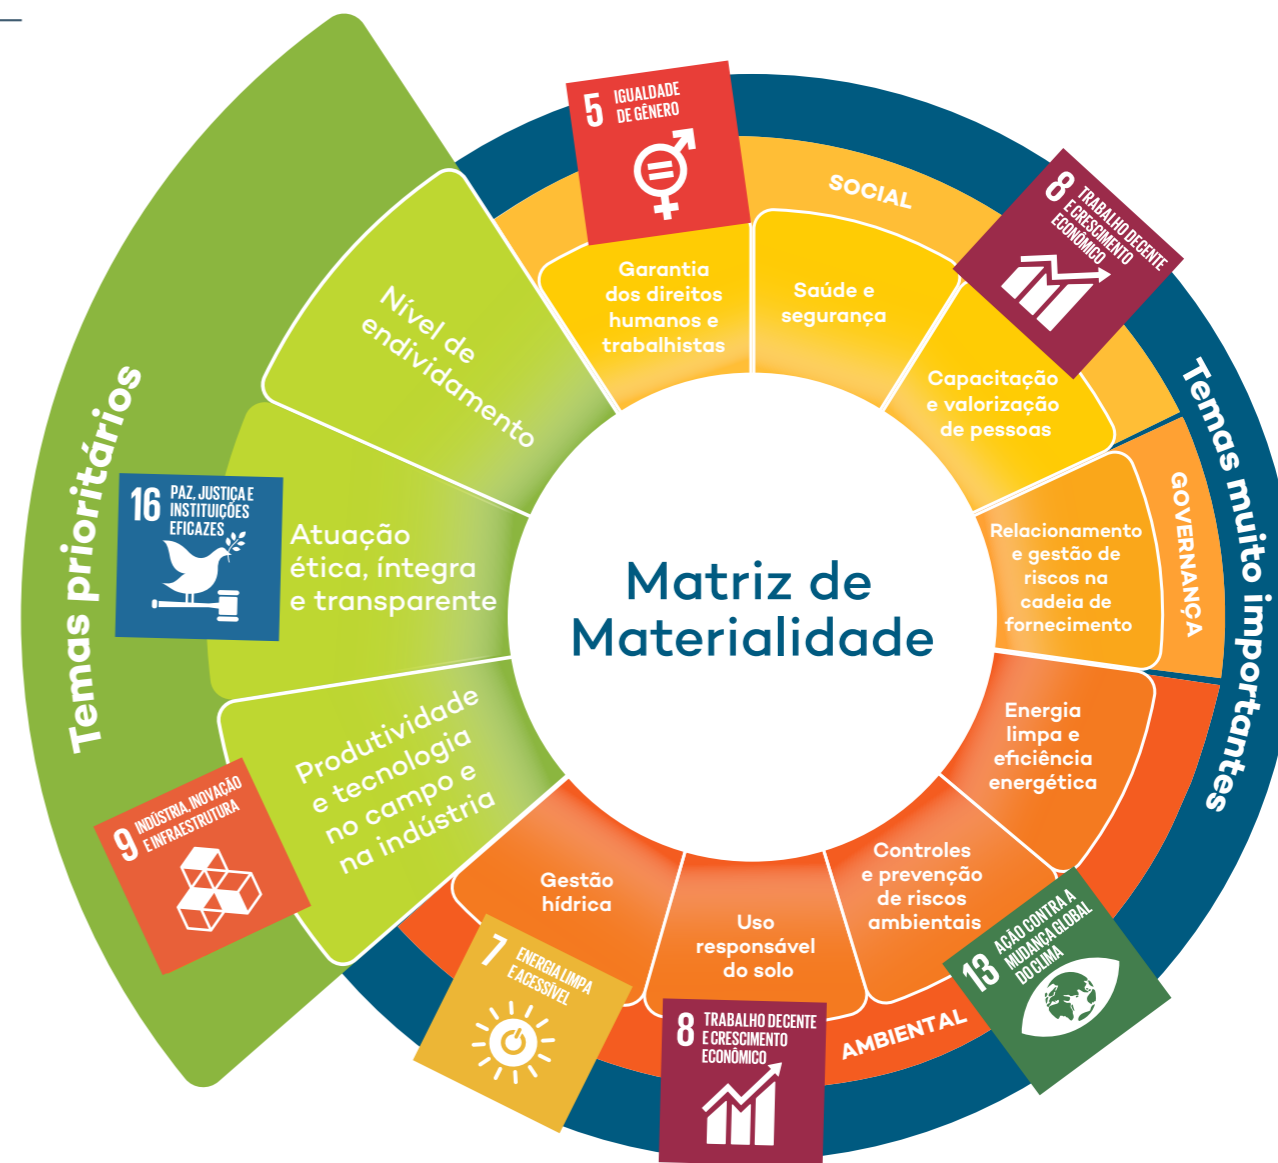 Matriz de
Materialidade
Temas prioritários
Nível de
endividamento
Atuação
ética, íntegra
e transparente
16 PAZ, JUSTIÇA E
INSTITUIÇÕES
EFICAZES
Produtividade
e tecnologia
no campo e
na indústria
9 INDÚSTRIA, INOVAÇÃO
E INFRAESTRUTURA
Temas muito importantes
SOCIAL
5 IGUALDADE
DE GÊNERO
Garantia
dos direitos
humanos e
trabalhistas
Saúde e
segurança
8 TRABALHO DECENTE
E CRESCIMENTO
ECONÔMICO
Capacitação
e valorização
de pessoas
GOVERNANÇA
Relacionamento
e gestão de
riscos na
cadeia de
fornecimento
Energia
limpa e
eficiência
energética
Controles
e prevenção
de riscos
ambientais
13 AÇÃO CONTRA A
MUDANÇA GLOBAL
DO CLIMA
AMBIENTAL
Uso
responsável
do solo
8 TRABALHO DECENTE
E CRESCIMENTO
ECONÔMICO
Gestão
hídrica
7 ENERGIA LIMPA
E ACESSÍVEL